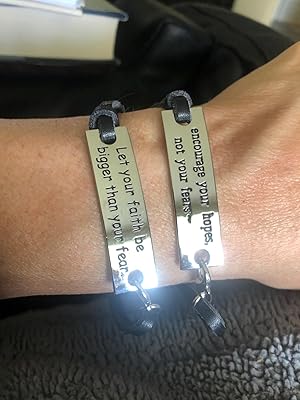 Let your faith be
bigger than your fear.
encourage your hopes,
not your fears